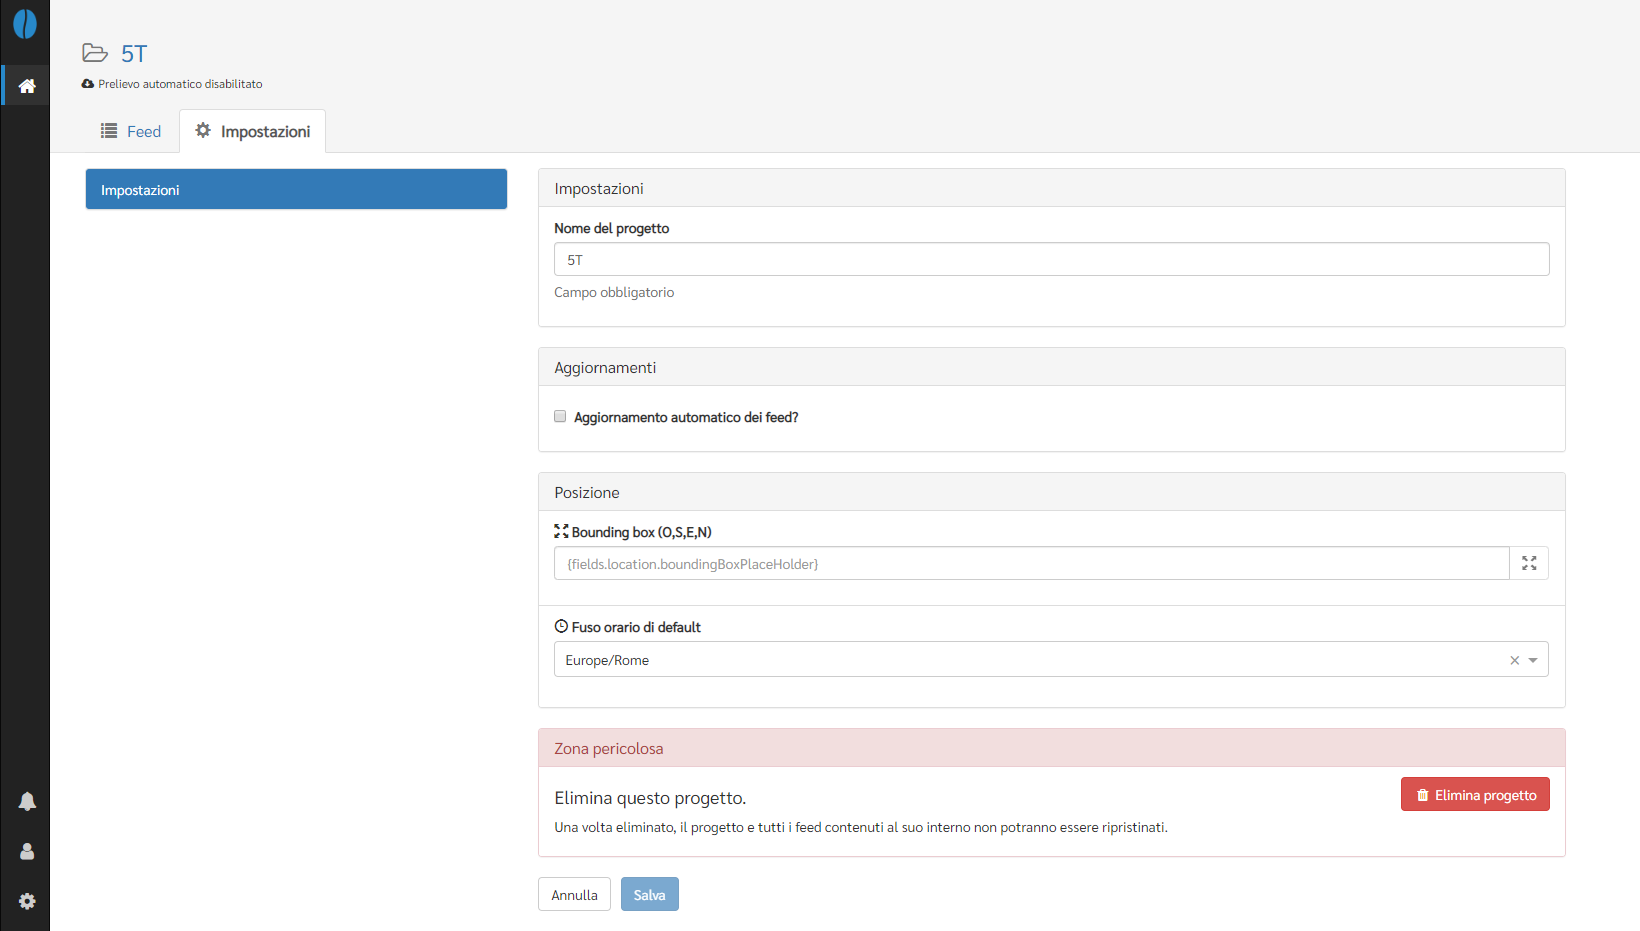 5T
Prelievo automatico disabilitato
Feed
Impostazioni
Impostazioni
Impostazioni
Nome del progetto
5T
Campo obbligatorio
Aggiornamenti
Aggiornamento automatico dei feed?
Posizione
Bounding box (O,S,E,N)
{fields.location.boundingBoxPlaceHolder}
Fuso orario di default
Europe/Rome
Zona pericolosa
Elimina questo progetto.
Elimina progetto
Una volta eliminato, il progetto e tutti i feed contenuti al suo interno non potranno essere ripristinati.
Annulla
Salva